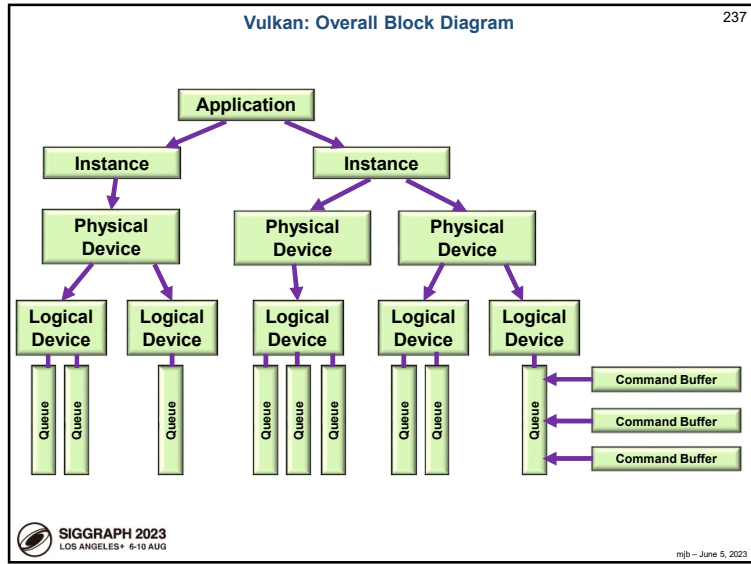 Vulkan: Overall Block Diagram
237
Application
Instance
Instance
Physical
Device
Physical
Device
Physical
Device
Logical
Device
Logical
Device
Logical
Device
Logical
Device
Logical
Device
Queue
Queue
Queue
Queue
Queue
Queue
Queue
Queue
Queue
Command Buffer
Command Buffer
Command Buffer
SIGGRAPH 2023
LOS ANGELES+ 6-10 AUG
mjb – June 5, 2023